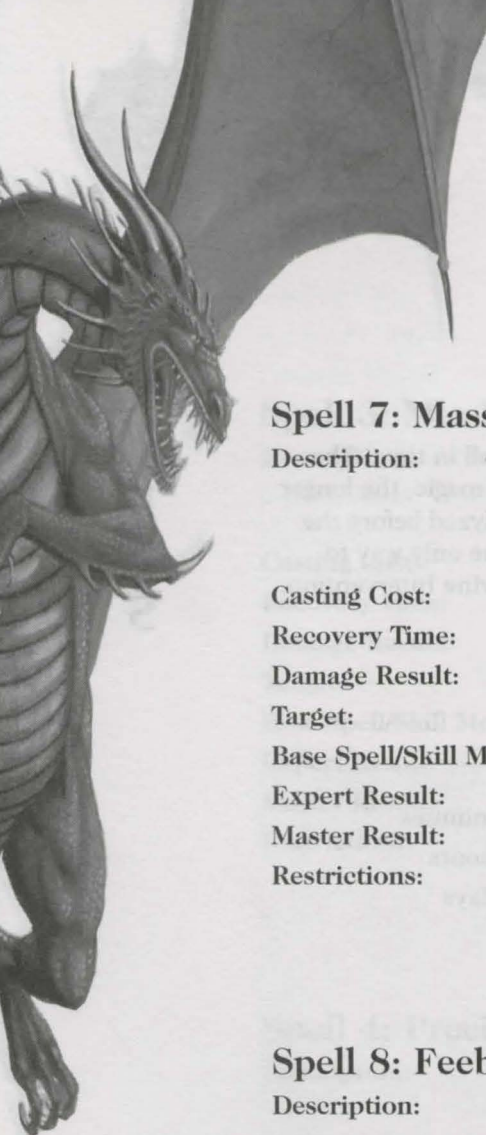 Spell 7: Mass
Description:
Casting Cost:
Recovery Time:
Damage Result:
Target:
Base Spell/Skill M
Expert Result:
Master Result:
Restrictions:
Spell 8: Feeb
Description: